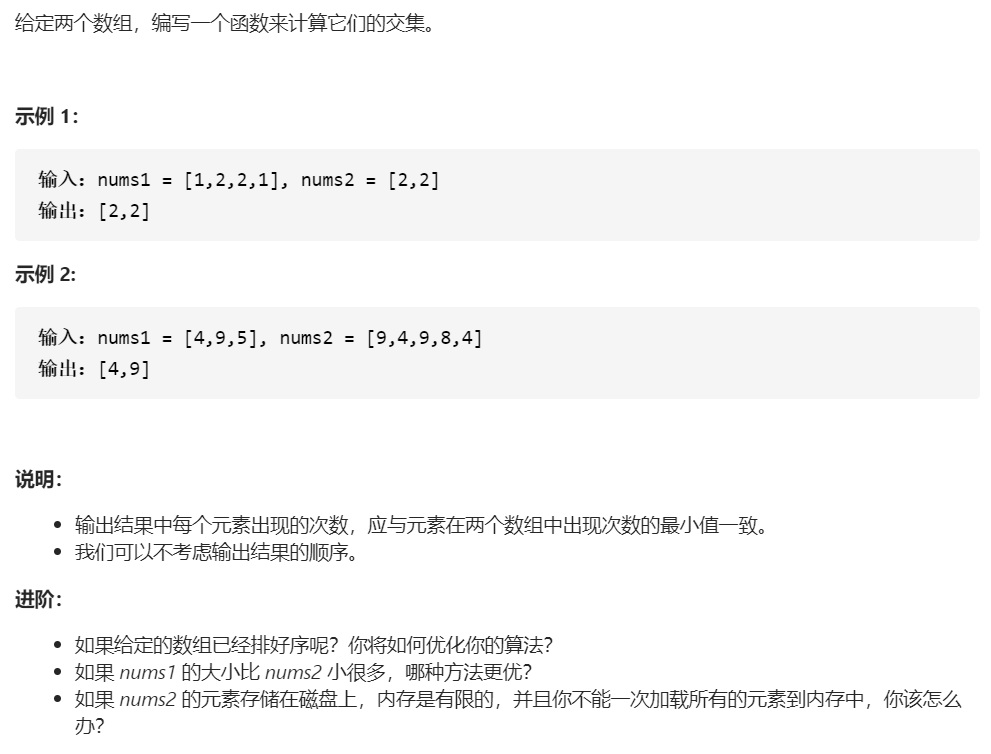 给定两个数组，编写一个函数来计算它们的交集。
示例 1：
输入：nums1 = [1,2,2,1], nums2 = [2,2]
输出：[2,2]
示例 2:
输入：nums1 = [4,9,5], nums2 = [9,4,9,8,4]
输出：[4,9]
说明：
输出结果中每个元素出现的次数，应与元素在两个数组中出现次数的最小值一致。
我们可以不考虑输出结果的顺序。
进阶：
如果给定的数组已经排好序呢？你将如何优化你的算法？
如果 nums1 的大小比 nums2 小很多，哪种方法更优？
如果 nums2 的元素存储在磁盘上，内存是有限的，并且你不能一次加载所有的元素到内存中，你该怎么
办？